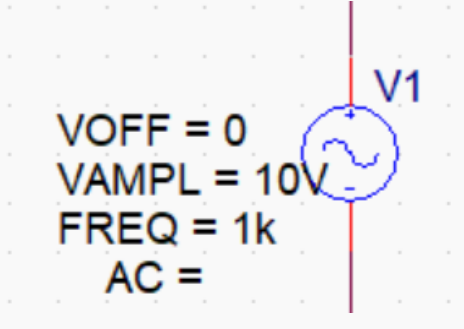 V1
VOFF = 0
VAMPL = 10V
FREQ = 1k
AC =